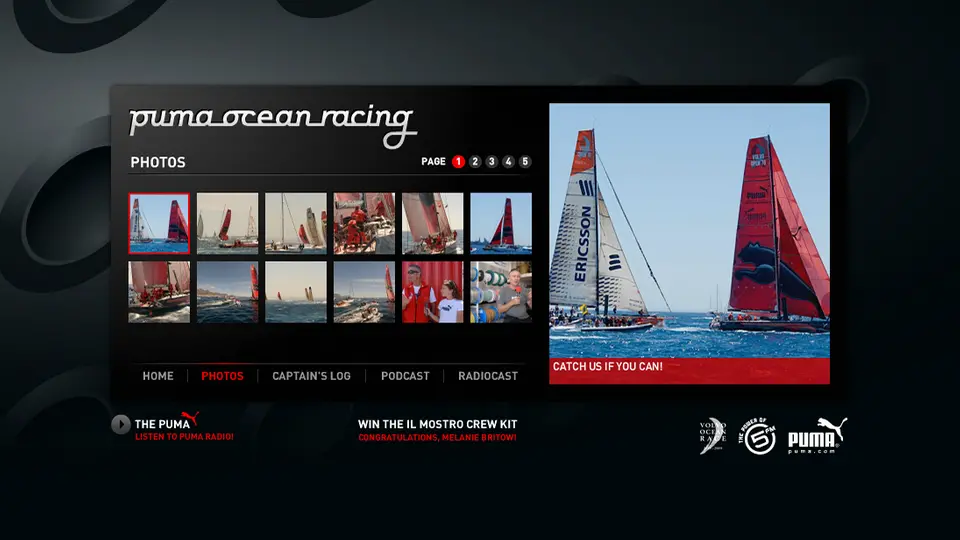 puma ocean racing
PHOTOS
PAGE 1 2 3 4 5
ERICSSON
PUMA
CATCH US IF YOU CAN!
HOME PHOTOS CAPTAIN'S LOG PODCAST RADIOCAST
THE PUMA
LISTEN TO PUMA RADIO!
WIN THE IL MOSTRO CREW KIT
CONGRATULATIONS, MELANIE BRITOW!
VOLVO
OCEAN
RACE
THE POWER OF 5 FM
PUMA®
puma.com